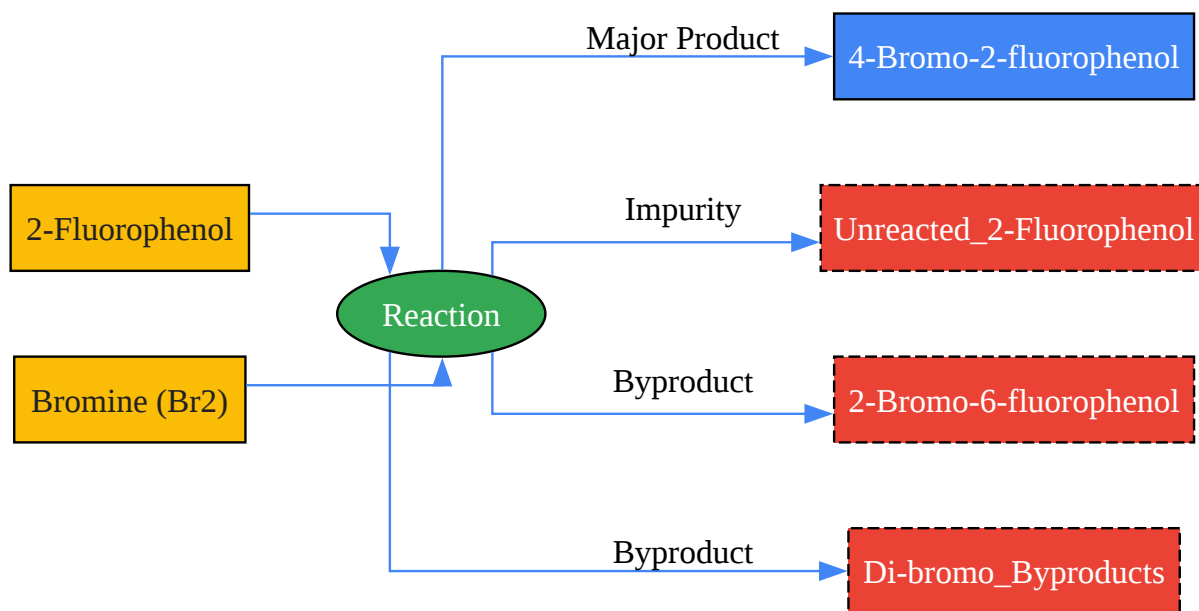 Major Product
4-Bromo-2-fluorophenol
2-Fluorophenol
Impurity
Unreacted_2-Fluorophenol
Reaction
Bromine (Br2)
Byproduct
2-Bromo-6-fluorophenol
Byproduct
Di-bromo_Byproducts